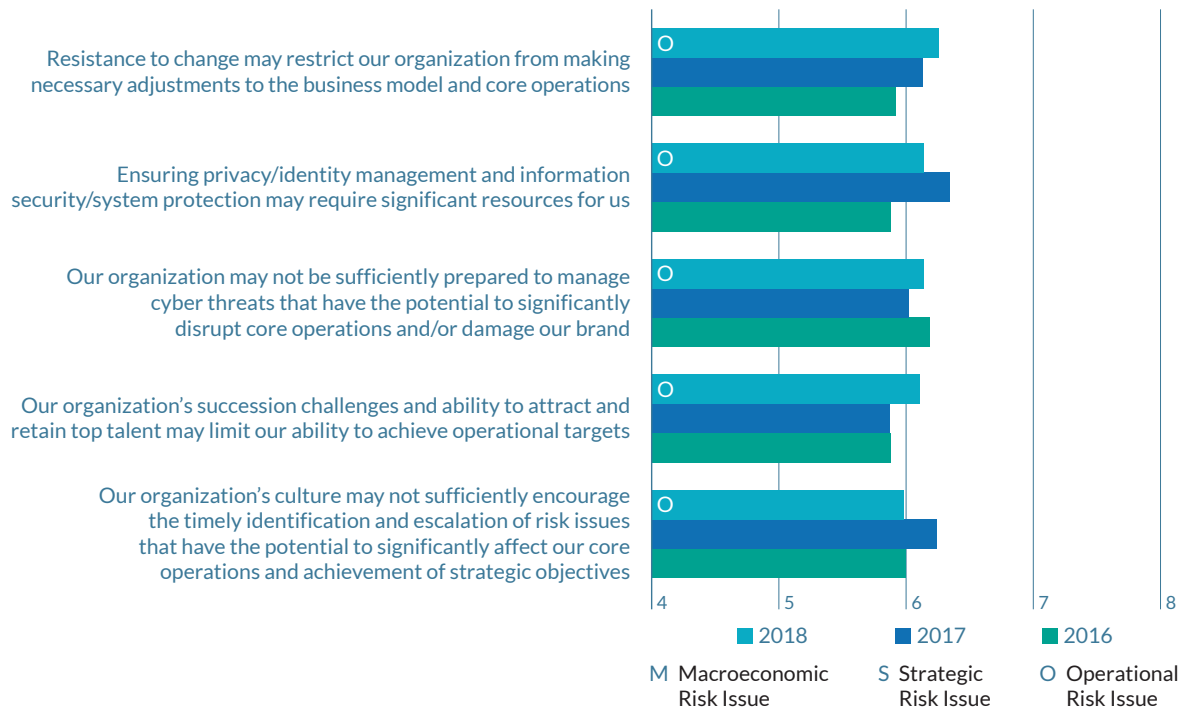 Resistance to change may restrict our organization from making
necessary adjustments to the business model and core operations
O
Ensuring privacy/identity management and information
security/system protection may require significant resources for us
O
Our organization may not be sufficiently prepared to manage
cyber threats that have the potential to significantly
disrupt core operations and/or damage our brand
O
Our organization’s succession challenges and ability to attract and
retain top talent may limit our ability to achieve operational targets
O
Our organization’s culture may not sufficiently encourage
the timely identification and escalation of risk issues
that have the potential to significantly affect our core
operations and achievement of strategic objectives
O
4 5 6 7 8
2018 2017 2016
M Macroeconomic Risk Issue
S Strategic Risk Issue
O Operational Risk Issue